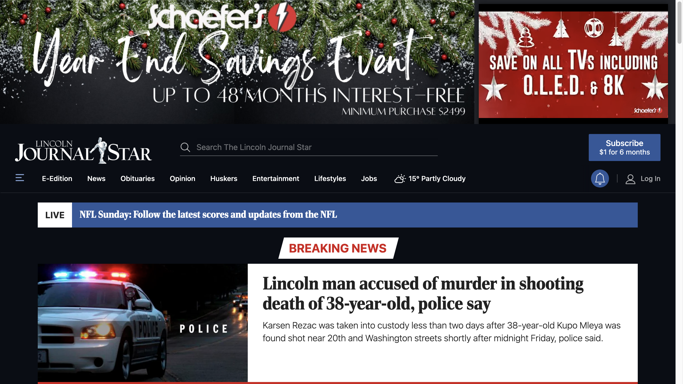 Schaefer's
Year End Savings Event
UP TO 48 MONTHS INTEREST-FREE
MINIMUM PURCHASE $2499
SAVE ON ALL TVs INCLUDING
O.L.E.D. & 8K
Schaefer's
LINCOLN
JOURNAL STAR
Search The Lincoln Journal Star
Subscribe
$1 for 6 months
E-Edition News Obituaries Opinion Huskers Entertainment Lifestyles Jobs 15° Partly Cloudy Log In
LIVE NFL Sunday: Follow the latest scores and updates from the NFL
BREAKING NEWS
POLICE
POLICE
Lincoln man accused of murder in shooting
death of 38-year-old, police say
Karsen Rezac was taken into custody less than two days after 38-year-old Kupo Mleya was
found shot near 20th and Washington streets shortly after midnight Friday, police said.